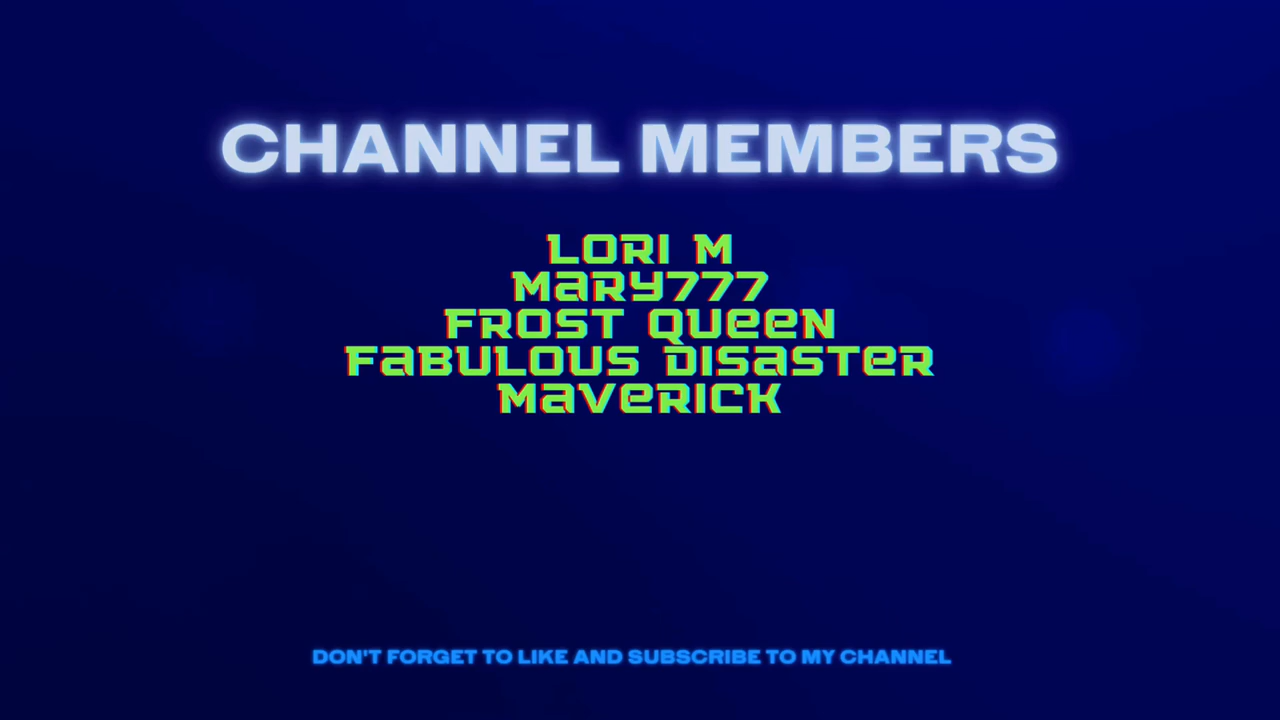 CHANNEL MEMBERS
LORI M
MARY777
FROST QUEEN
FABULOUS DISASTER
MAVERICK
DON'T FORGET TO LIKE AND SUBSCRIBE TO MY CHANNEL